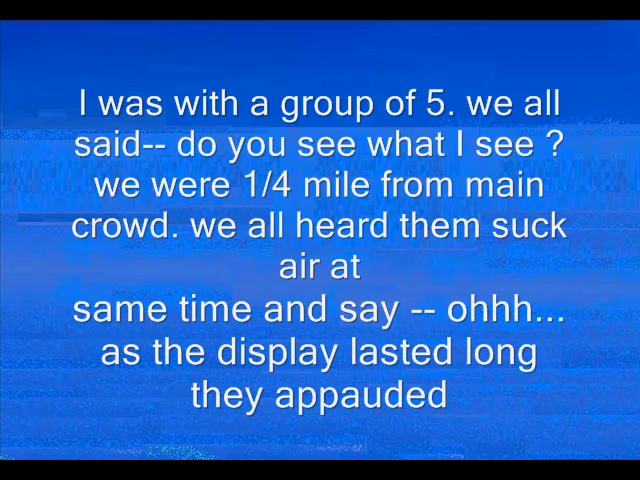 I was with a group of 5. we all
said-- do you see what I see ?
we were 1/4 mile from main
crowd. we all heard them suck
air at
same time and say -- ohhh...
as the display lasted long
they appauded